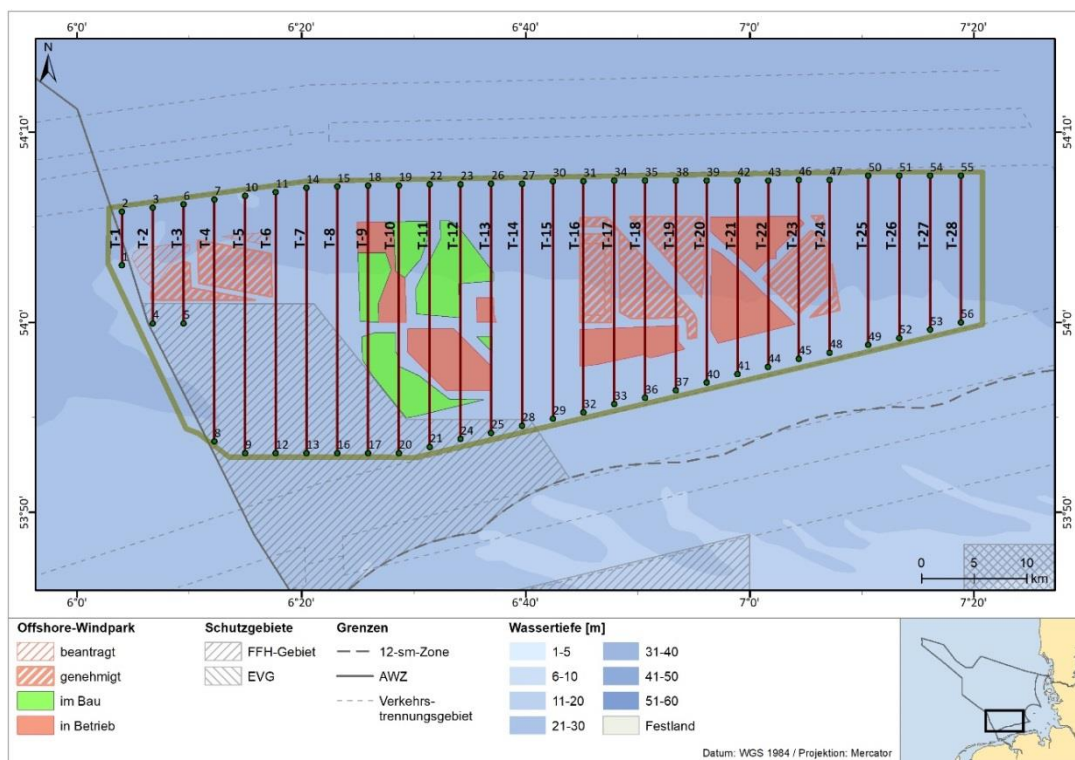 6°0' 6°20' 6°40' 7°0' 7°20'
N
54°10' 54°10'
2 3 6 7 10 11 14 15 18 19 22 23 26 27 30 31 34 35 38 39 42 43 46 47 50 51 54 55
T-1 T-2 T-3 T-4 T-5 T-6 T-7 T-8 T-9 T-10 T-11 T-12 T-13 T-14 T-15 T-16 T-17 T-18 T-19 T-20 T-21 T-22 T-23 T-24 T-25 T-26 T-27 T-28
1
54°0' 54°0'
4 5 8 9 12 13 16 17 20 21 24 25 28 29 32 33 36 37 40 41 44 45 48 49 52 53 56
53°50' 53°50'
0 5 10
km
6°0' 6°20' 6°40' 7°0' 7°20'
Offshore-Windpark
beantragt
genehmigt
im Bau
in Betrieb
Schutzgebiete
FFH-Gebiet
EVG
Grenzen
12-sm-Zone
AWZ
Verkehrs-
trennungsgebiet
Wassertiefe [m]
1-5
6-10
11-20
21-30
31-40
41-50
51-60
Festland
Datum: WGS 1984 / Projektion: Mercator